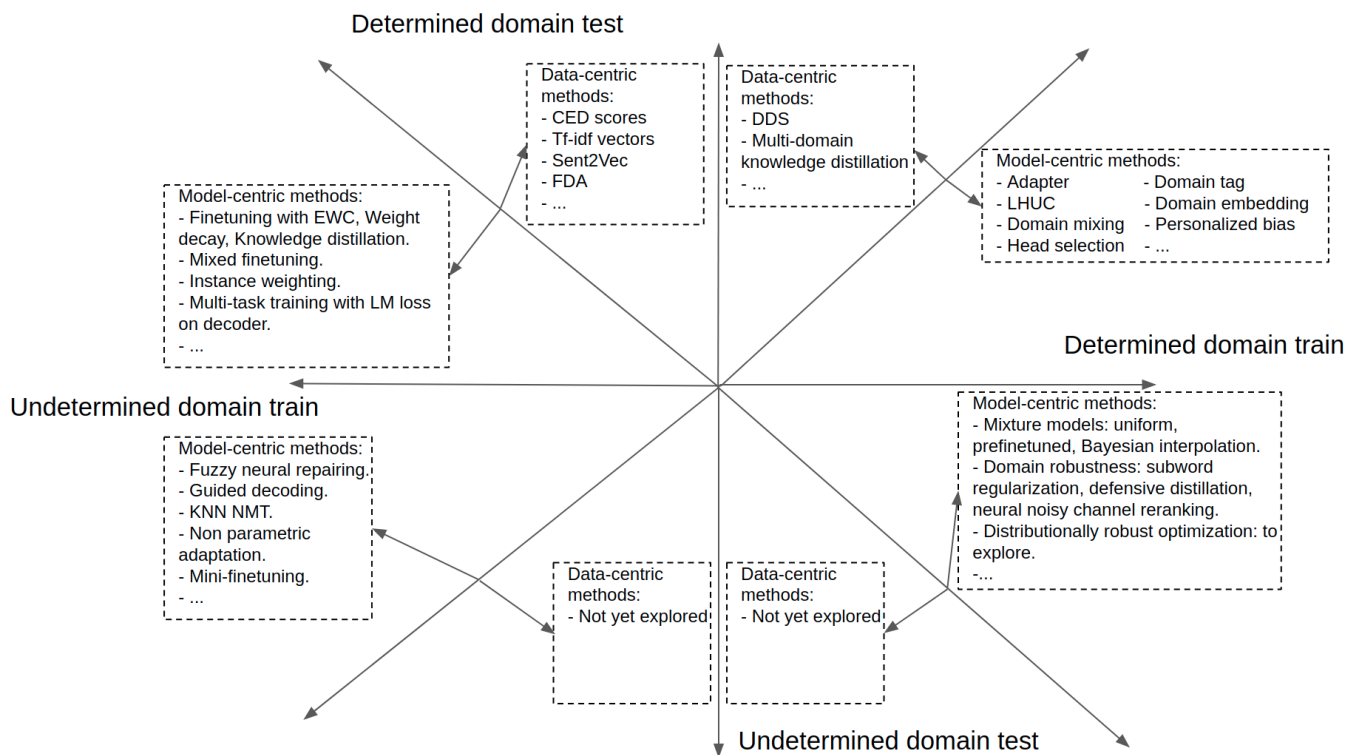 Determined domain test
Data-centric
methods:
- CED scores
- Tf-idf vectors
- Sent2Vec
- FDA
- ...
Data-centric
methods:
- DDS
- Multi-domain
knowledge distillation
- ...
Model-centric methods:
- Adapter - Domain tag
- LHUC - Domain embedding
- Domain mixing - Personalized bias
- Head selection - ...
Model-centric methods:
- Finetuning with EWC, Weight
decay, Knowledge distillation.
- Mixed finetuning.
- Instance weighting.
- Multi-task training with LM loss
on decoder.
- ...
Determined domain train
Undetermined domain train
Model-centric methods:
- Mixture models: uniform,
prefinetuned, Bayesian interpolation.
- Domain robustness: subword
regularization, defensive distillation,
neural noisy channel reranking.
- Distributionally robust optimization: to
explore.
-...
Model-centric methods:
- Fuzzy neural repairing.
- Guided decoding.
- KNN NMT.
- Non parametric
adaptation.
- Mini-finetuning.
- ...
Data-centric
methods:
- Not yet explored
Data-centric
methods:
- Not yet explored
Undetermined domain test